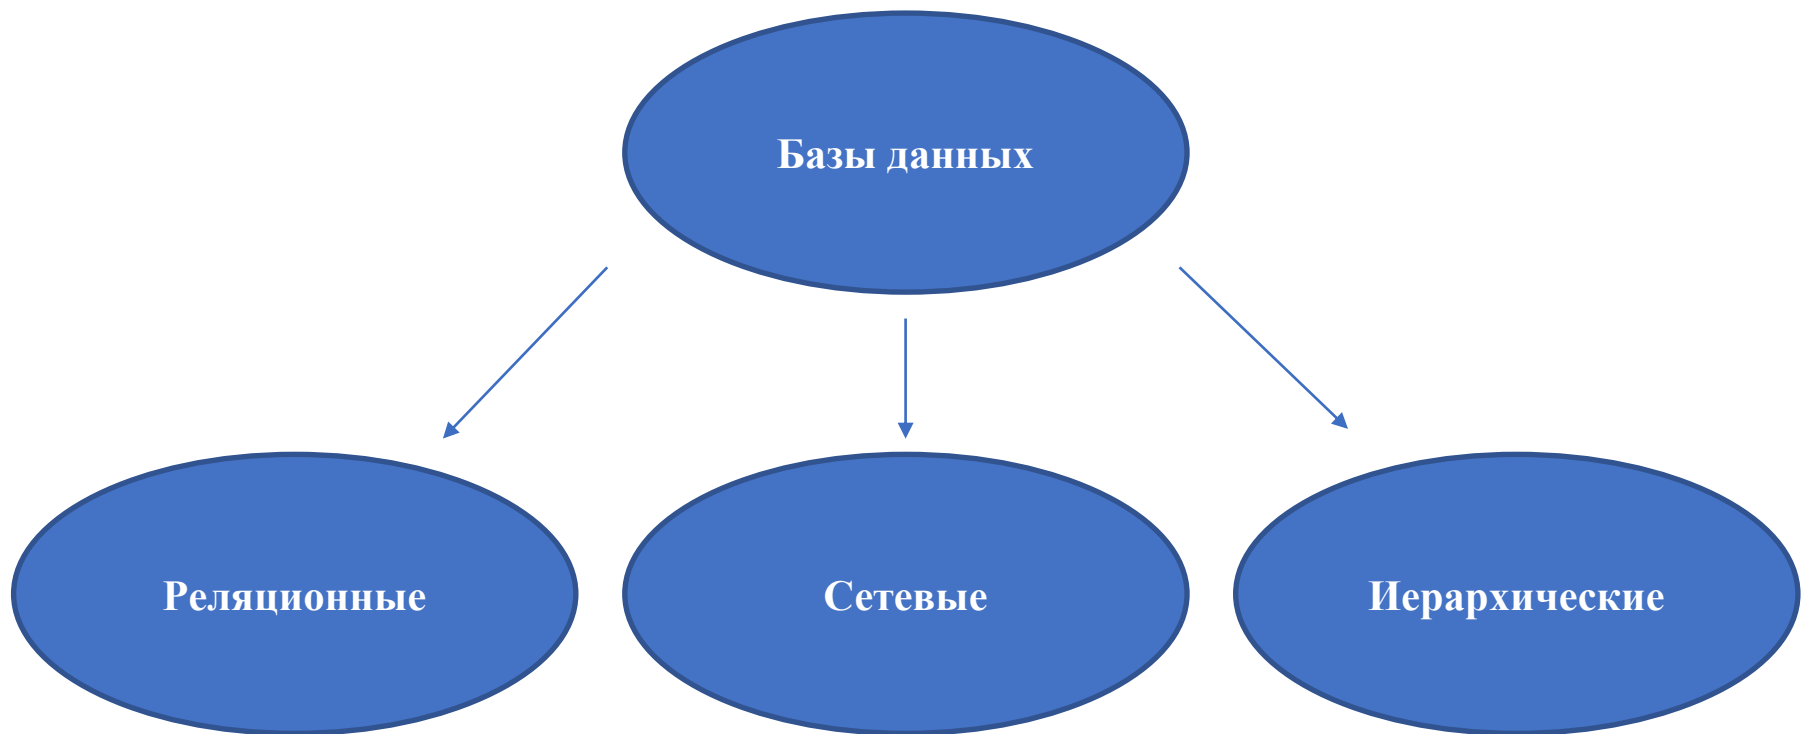 Базы данных
Реляционные
Сетевые
Иерархические